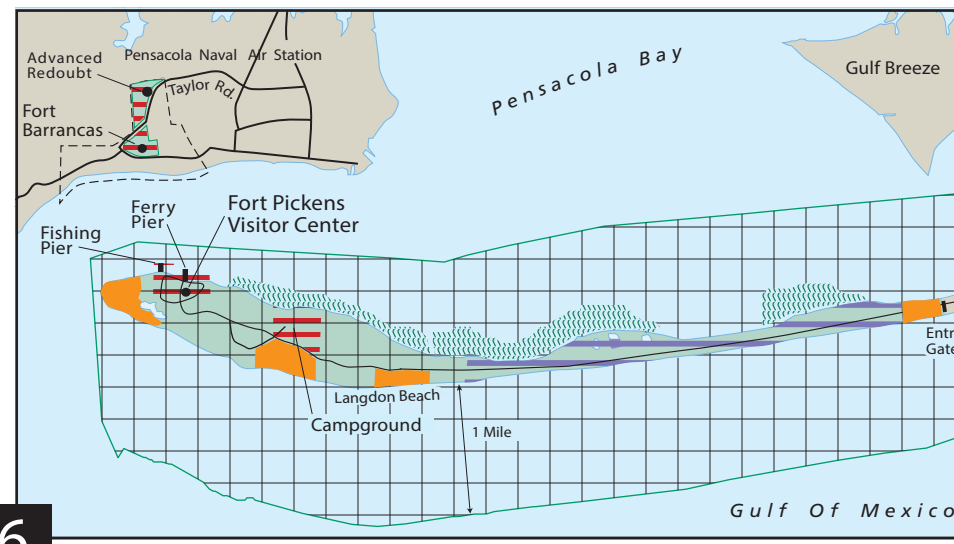 Advanced
Redoubt
Pensacola Naval Air Station
Taylor Rd.
Fort
Barrancas
Pensacola Bay
Gulf Breeze
Fort Pickens
Visitor Center
Ferry
Pier
Fishing
Pier
Langdon Beach
Campground
1 Mile
Gate
Gulf Of Mexico
6